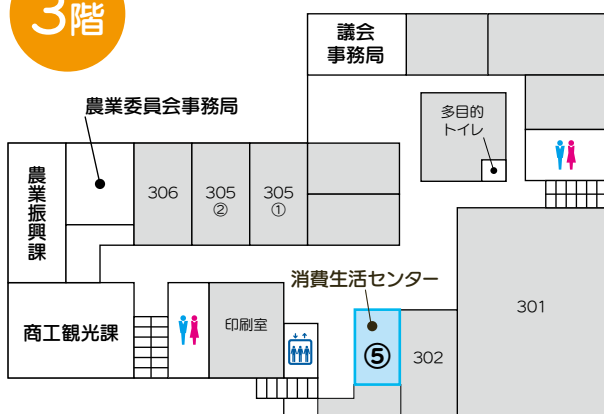 3階
議会
事務局
農業委員会事務局
多目的
トイレ
農業振興課
306
305
②
305
①
消費生活センター
301
商工観光課
印刷室
⑤
302